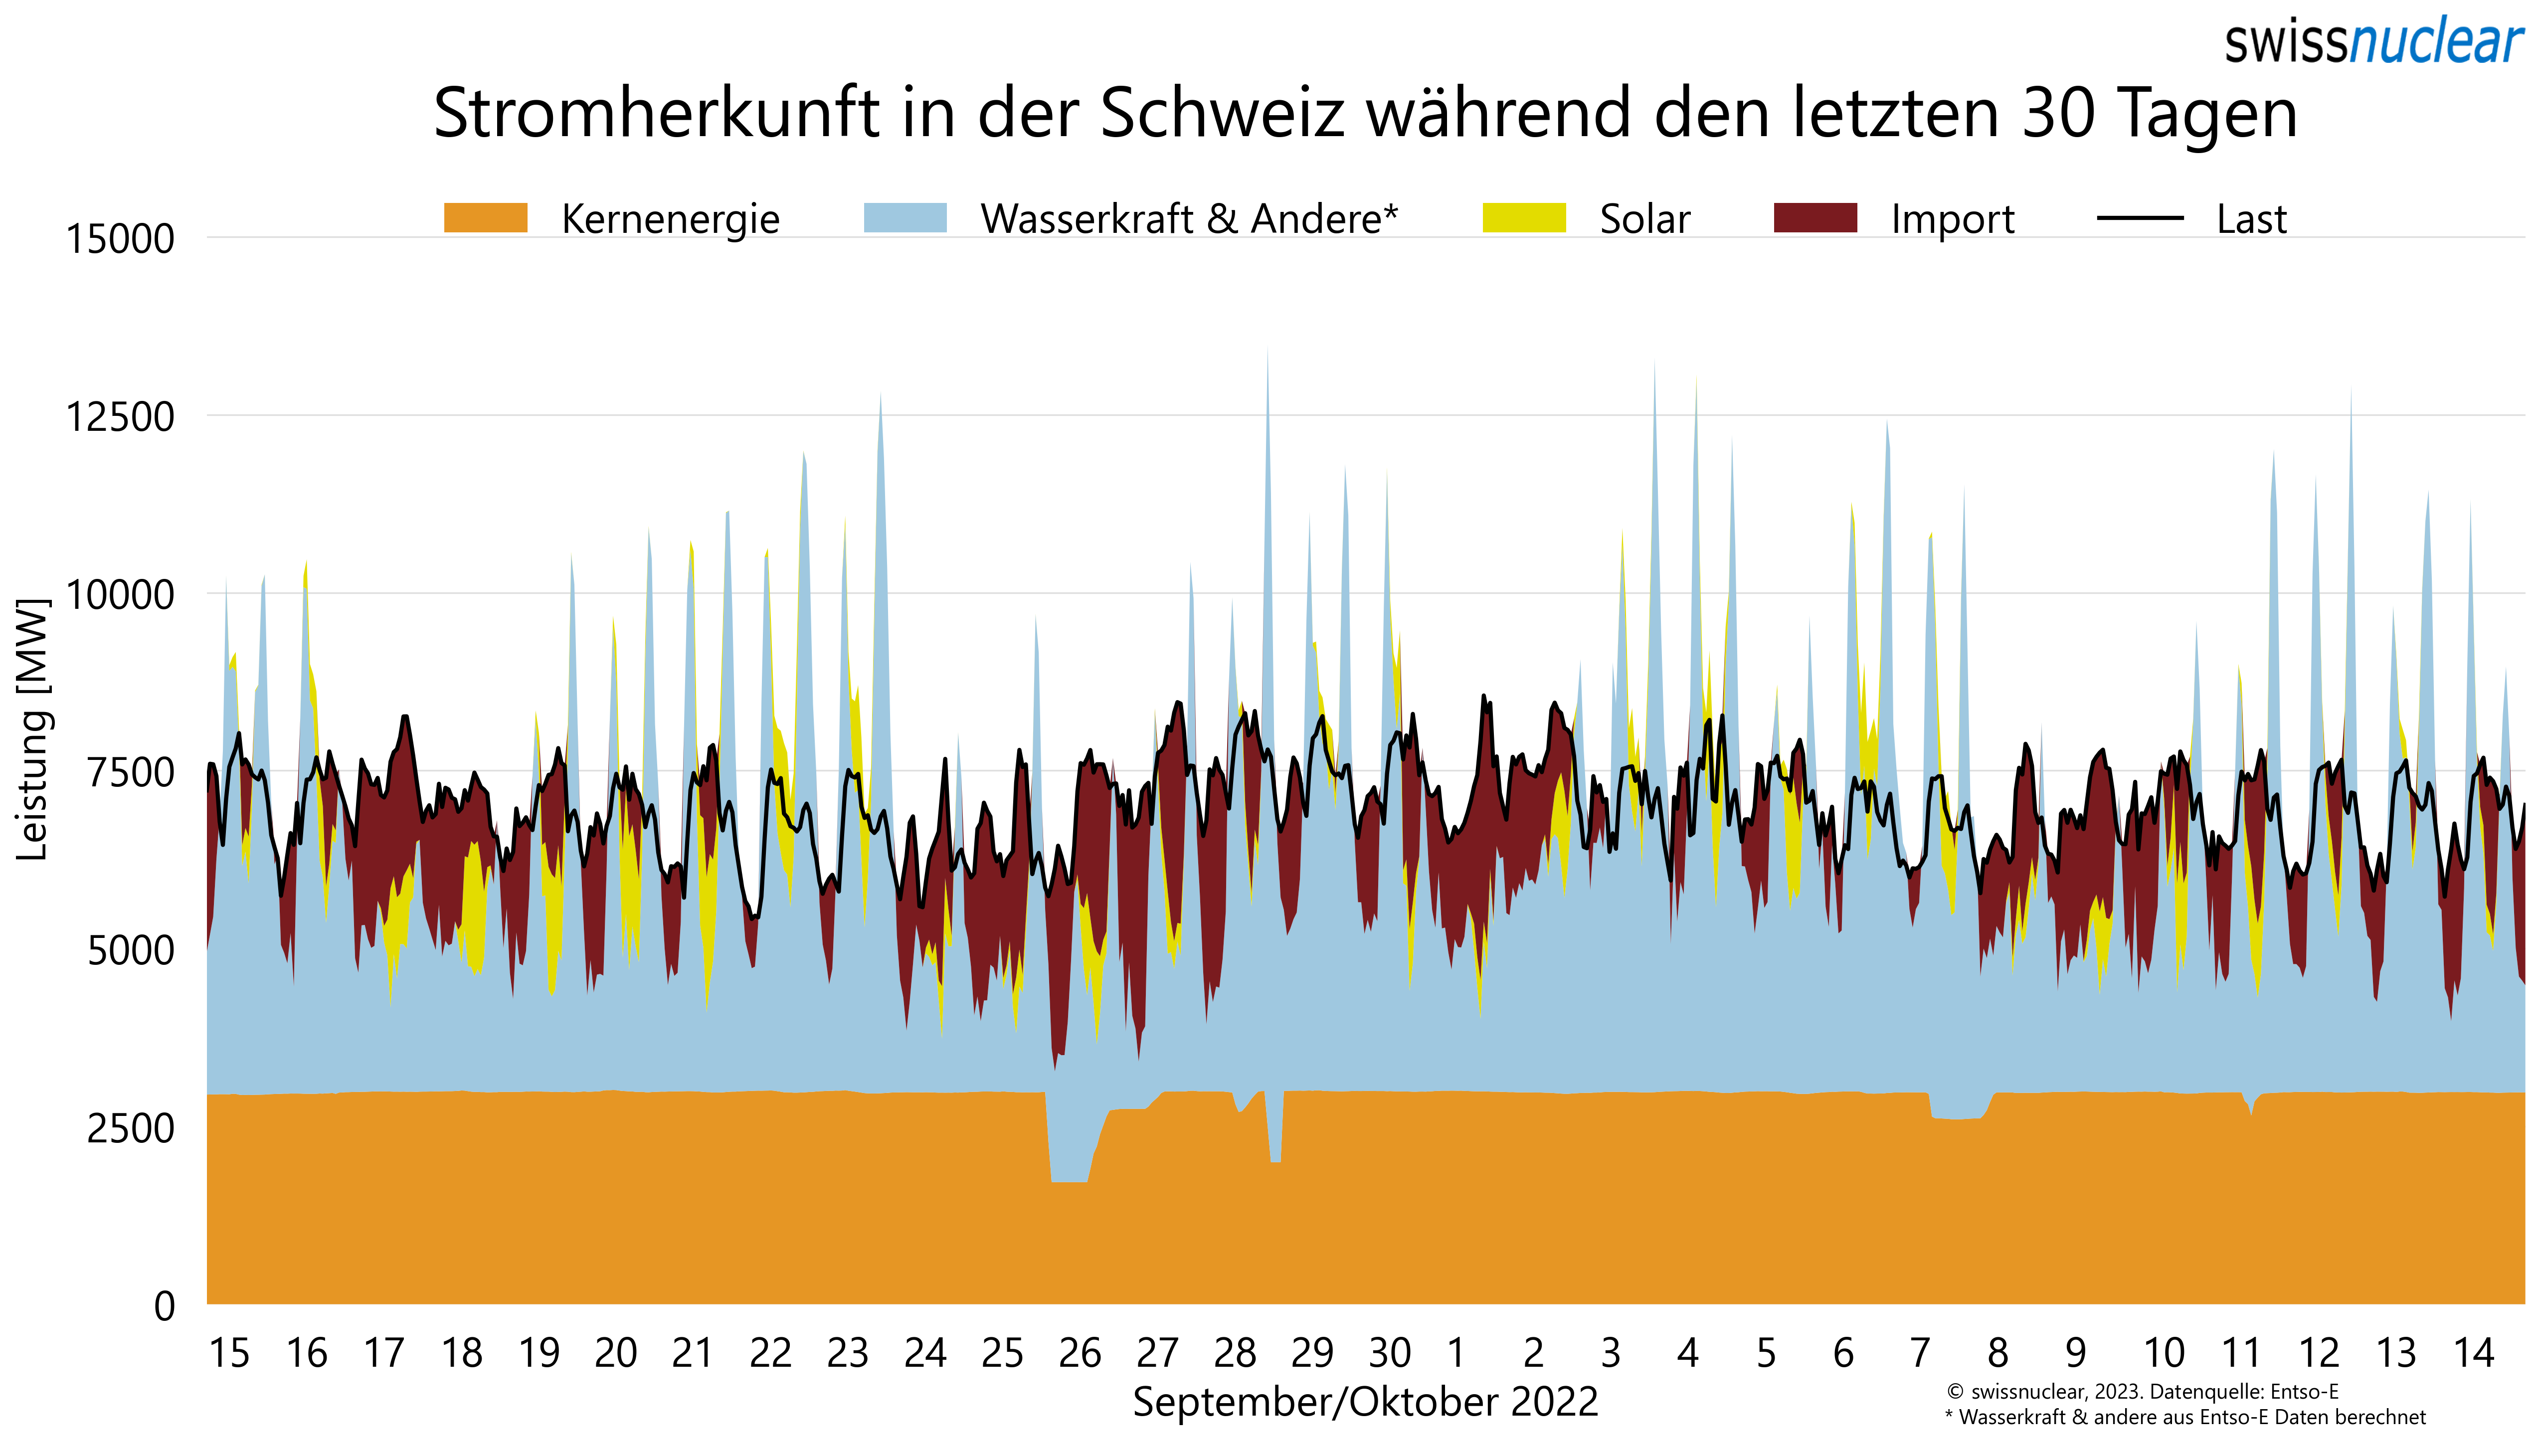 swissnuclear
Stromherkunft in der Schweiz während den letzten 30 Tagen
Kernenergie Wasserkraft & Andere* Solar Import Last
15000
12500
10000
7500
5000
2500
0
Leistung [MW]
15 16 17 18 19 20 21 22 23 24 25 26 27 28 29 30 1 2 3 4 5 6 7 8 9 10 11 12 13 14
September/Oktober 2022
© swissnuclear, 2023. Datenquelle: Entso-E
* Wasserkraft & andere aus Entso-E Daten berechnet